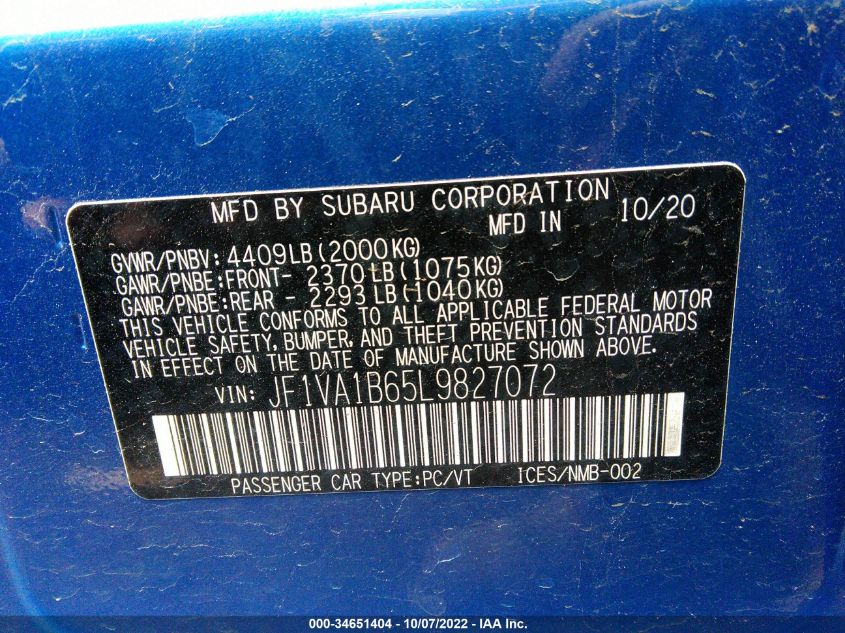 MFD BY SUBARU CORPORATION
MFD IN 10/20
GVWR/PNBV: 4409LB(2000KG)
GAWR/PNBE:FRONT- 2370LB(1075KG)
GAWR/PNBE:REAR - 2293LB(1040KG)
THIS VEHICLE CONFORMS TO ALL APPLICABLE FEDERAL MOTOR
VEHICLE SAFETY, BUMPER, AND THEFT PREVENTION STANDARDS
IN EFFECT ON THE DATE OF MANUFACTURE SHOWN ABOVE.
VIN: JF1VA1B65L9827072
PASSENGER CAR TYPE:PC/VT ICES/NMB-002
000-34651404 - 10/07/2022 - IAA Inc.